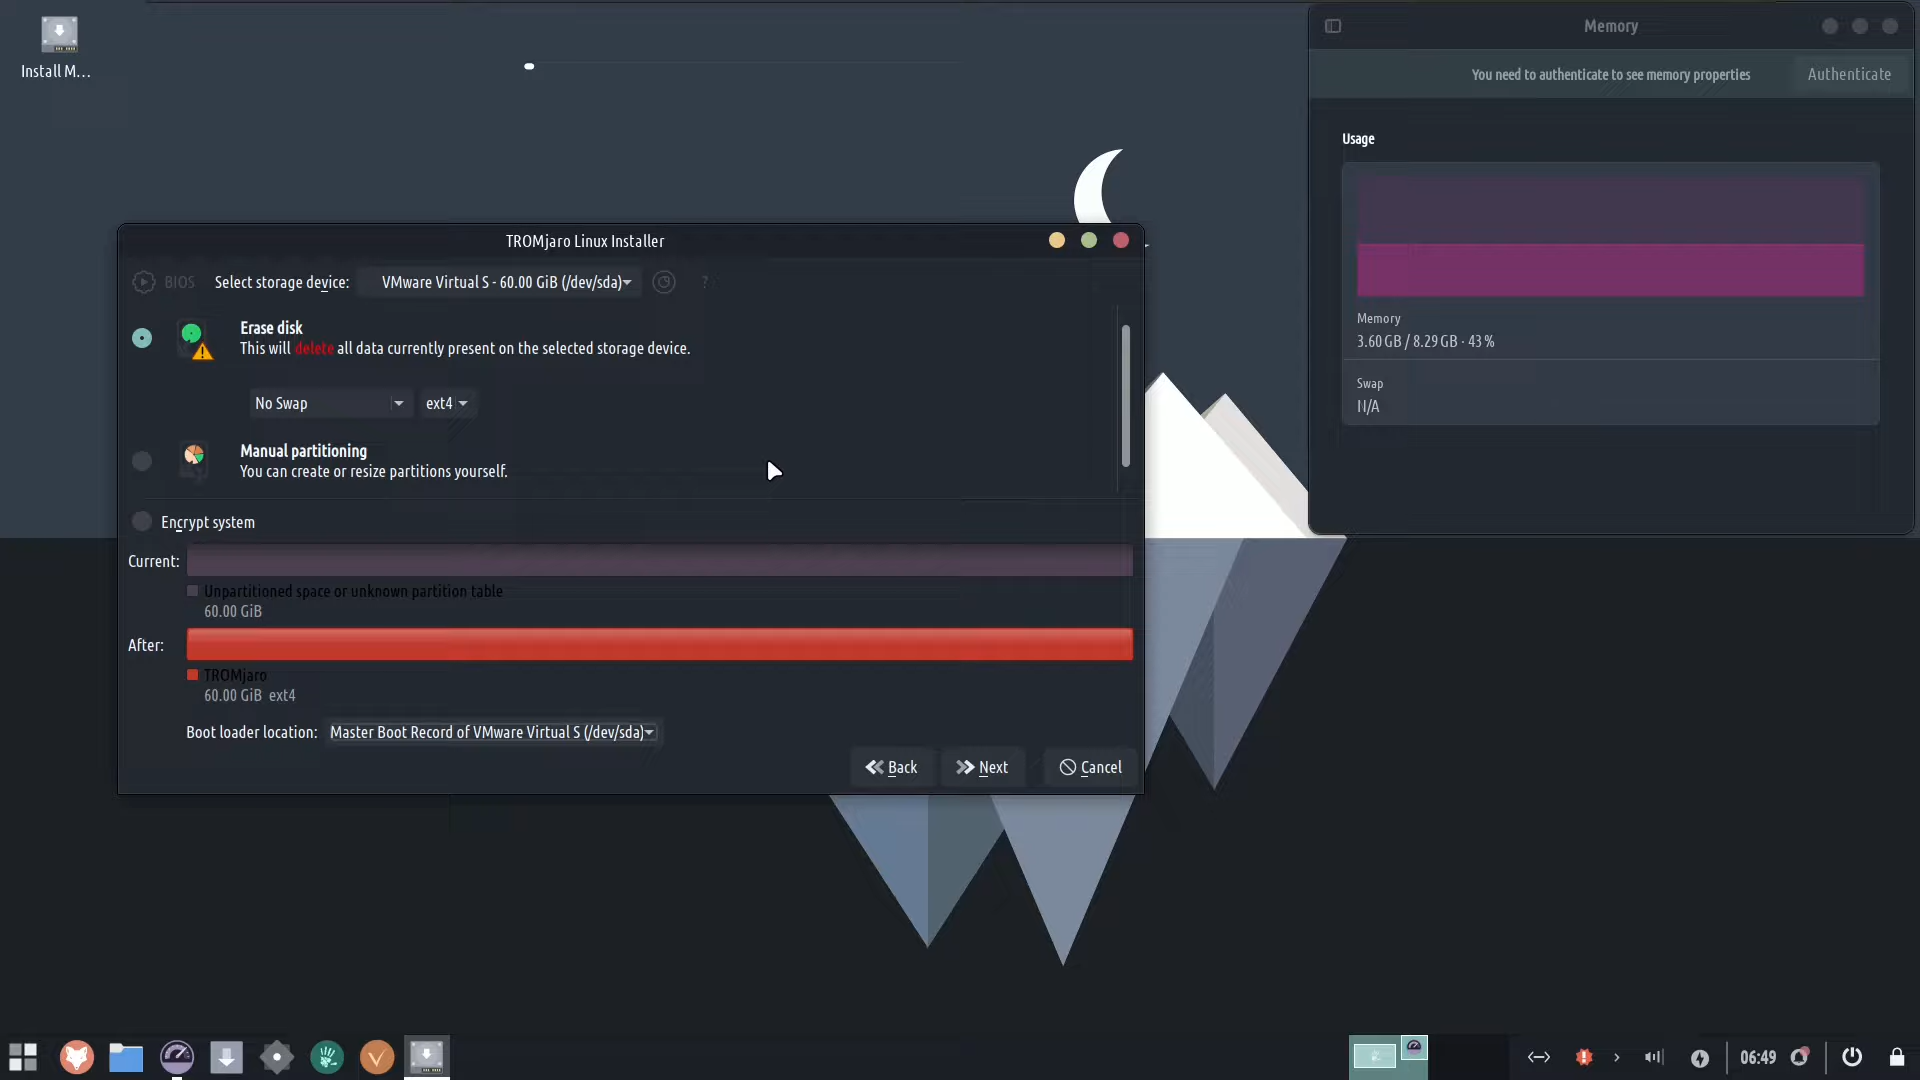 Install M...
Memory
You need to authenticate to see memory properties
Authenticate
Usage
Memory
3.60 GB / 8.29 GB · 43 %
Swap
N/A
TROMjaro Linux Installer
BIOS
Select storage device:
VMware Virtual S - 60.00 GiB (/dev/sda)
?
Erase disk
This will delete all data currently present on the selected storage device.
No Swap
ext4
Manual partitioning
You can create or resize partitions yourself.
Encrypt system
Current:
Unpartitioned space or unknown partition table
60.00 GiB
After:
TROMjaro
60.00 GiB ext4
Boot loader location:
Master Boot Record of VMware Virtual S (/dev/sda)
Back
Next
Cancel
06:49